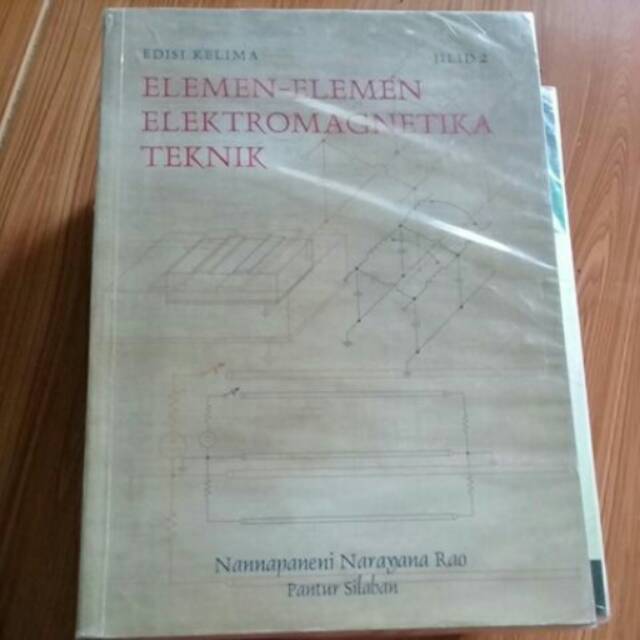 EDISI KELIMA
JILID 2
ELEMEN-ELEMEN
ELEKTROMAGNETIKA
TEKNIK
Nannapaneni Narayana Rao
Pantur Silaban